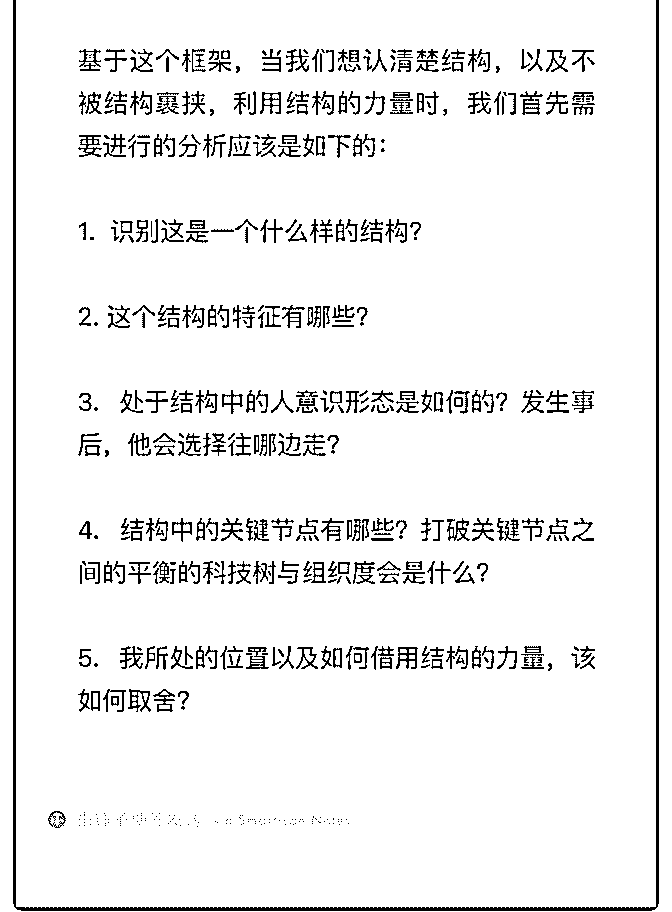 基于这个框架，当我们想认清楚结构，以及不
被结构裹挟，利用结构的力量时，我们首先需
要进行的分析应该是如下的：
1. 识别这是一个什么样的结构？
2. 这个结构的特征有哪些？
3. 处于结构中的人意识形态是如何的？发生事
后，他会选择往哪边走？
4. 结构中的关键节点有哪些？打破关键节点之
间的平衡的科技树与组织度会是什么？
5. 我所处的位置以及如何借用结构的力量，该
如何取舍？